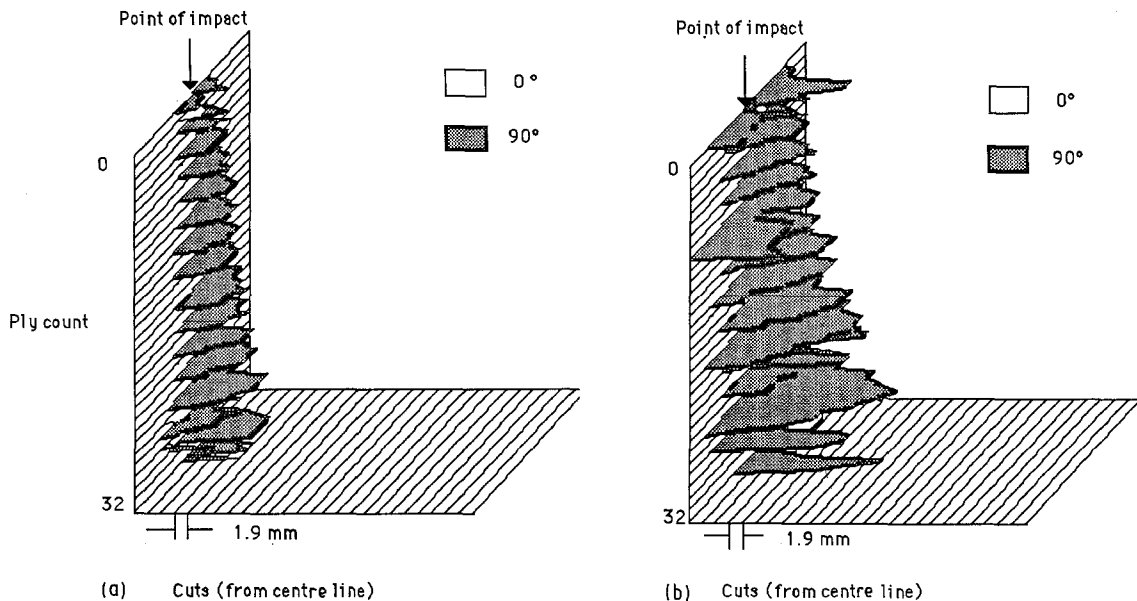 Point of impact
0°
90°
0
Ply count
32
1.9 mm
(a) Cuts (from centre line)
Point of impact
0°
90°
0
32
1.9 mm
(b) Cuts (from centre line)